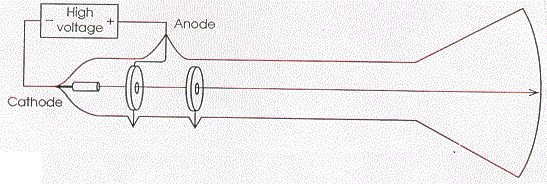 High
− voltage +
Anode
Cathode